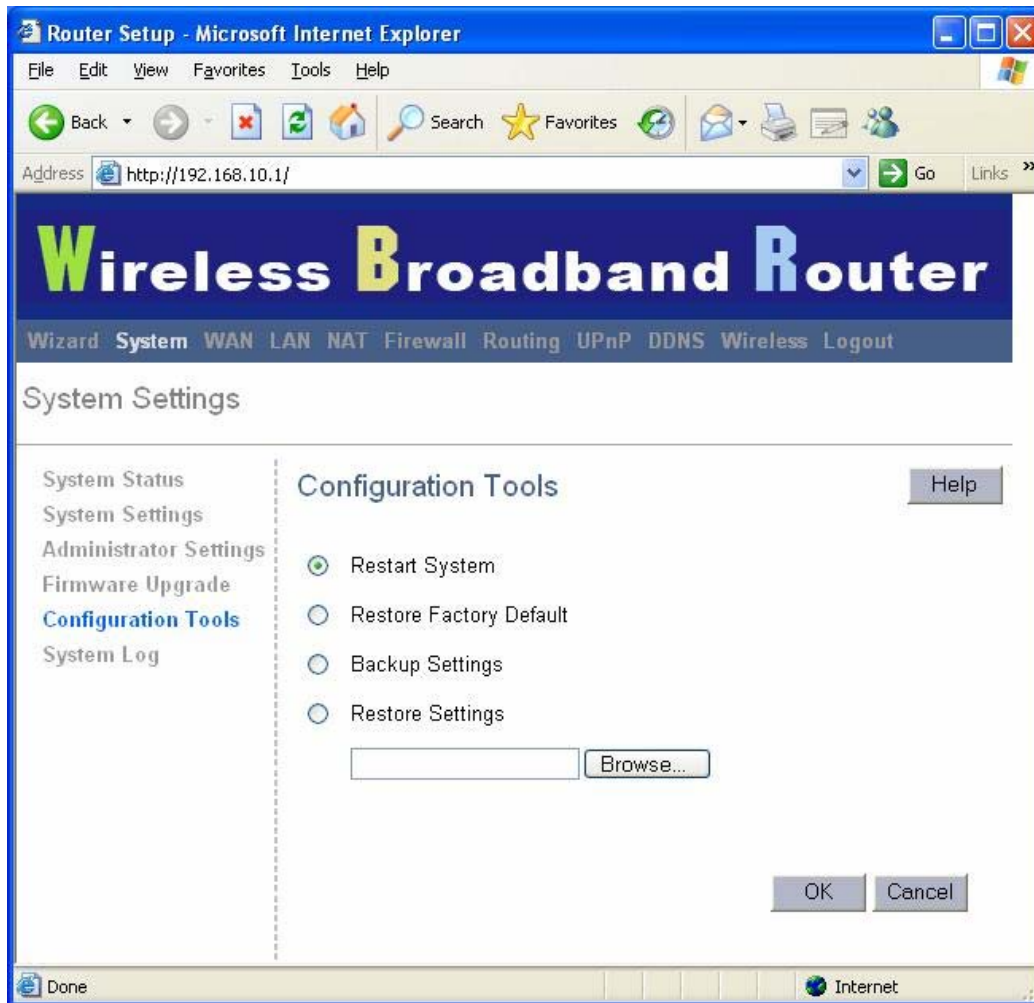 Router Setup - Microsoft Internet Explorer
File Edit View Favorites Tools Help
Back Search Favorites
Address http://192.168.10.1/ Go Links »
Wireless Broadband Router
Wizard System WAN LAN NAT Firewall Routing UPnP DDNS Wireless Logout
System Settings
System Status
System Settings
Administrator Settings
Firmware Upgrade
Configuration Tools
System Log
Configuration Tools
Help
Restart System
Restore Factory Default
Backup Settings
Restore Settings
Browse...
OK Cancel
Done Internet